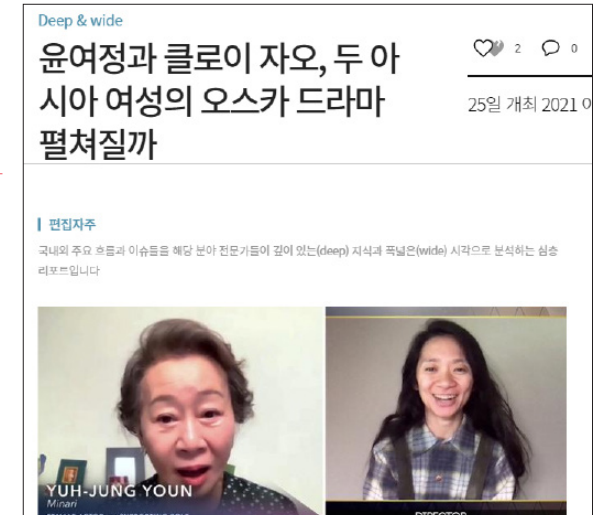 Deep & wide
윤여정과 클로이 자오, 두 아
시아 여성의 오스카 드라마
펼쳐질까
2 0
25일 개최 2021
편집자주
국내외 주요 흐름과 이슈들을 해당 분야 전문가들이 깊이 있는(deep) 지식과 폭넓은(wide) 시각으로 분석하는 심층
리포트입니다
YUH-JUNG YOUN
Minari
DIRECTOR